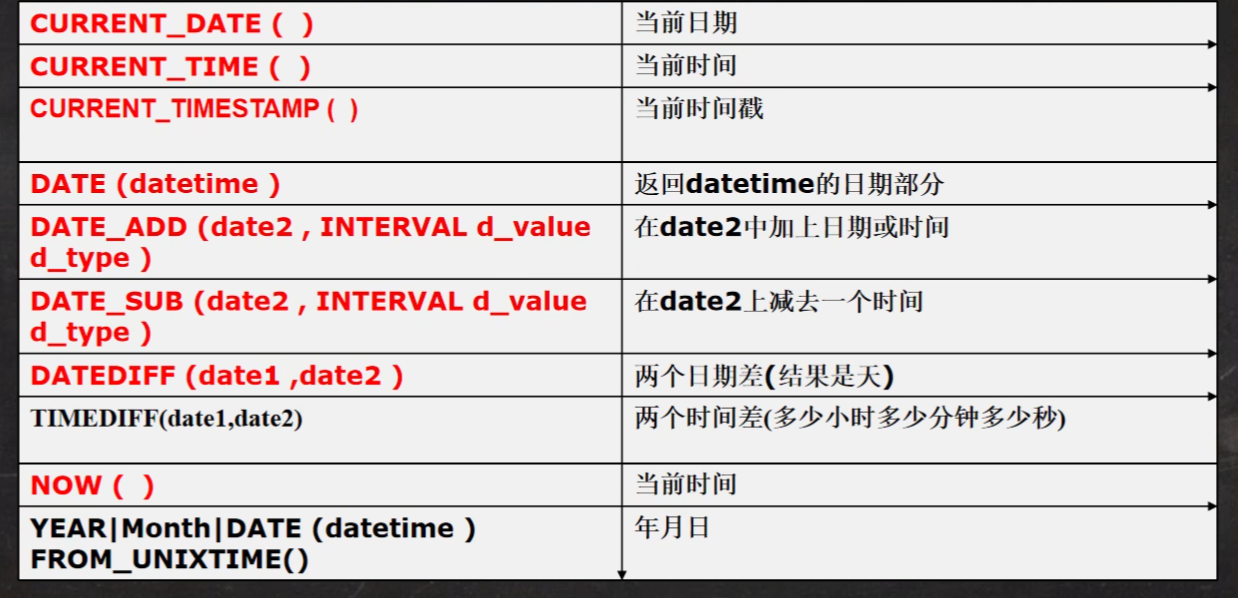 CURRENT_DATE (  )
当前日期
CURRENT_TIME (  )
当前时间
CURRENT_TIMESTAMP (  )
当前时间戳
DATE (datetime )
返回datetime的日期部分
DATE_ADD (date2 , INTERVAL d_value
d_type )
在date2中加上日期或时间
DATE_SUB (date2 , INTERVAL d_value
d_type )
在date2上减去一个时间
DATEDIFF (date1 ,date2 )
两个日期差(结果是天)
TIMEDIFF(date1,date2)
两个时间差(多少小时多少分钟多少秒)
NOW (  )
当前时间
YEAR|Month|DATE (datetime )
FROM_UNIXTIME()
年月日